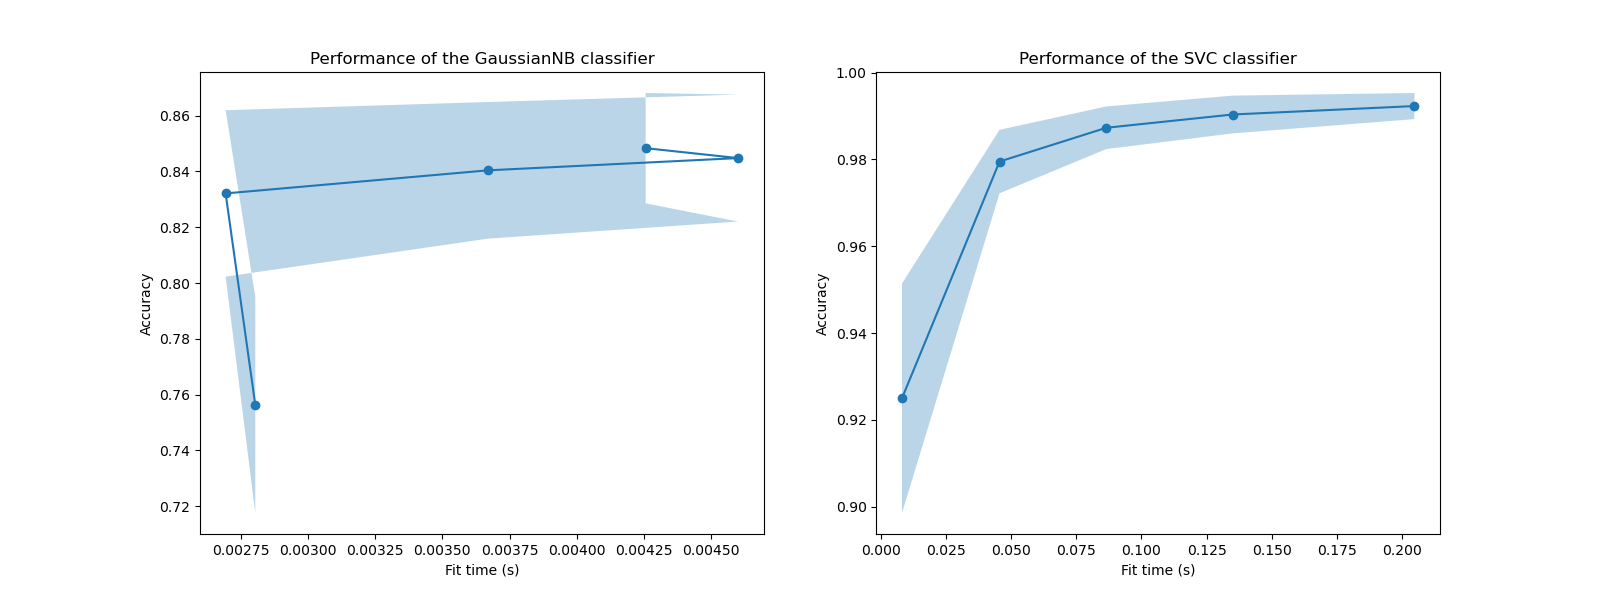 Performance of the GaussianNB classifier
Accuracy
0.86
0.84
0.82
0.80
0.78
0.76
0.74
0.72
0.00275 0.00300 0.00325 0.00350 0.00375 0.00400 0.00425 0.00450
Fit time (s)
Performance of the SVC classifier
Accuracy
1.00
0.98
0.96
0.94
0.92
0.90
0.000 0.025 0.050 0.075 0.100 0.125 0.150 0.175 0.200
Fit time (s)